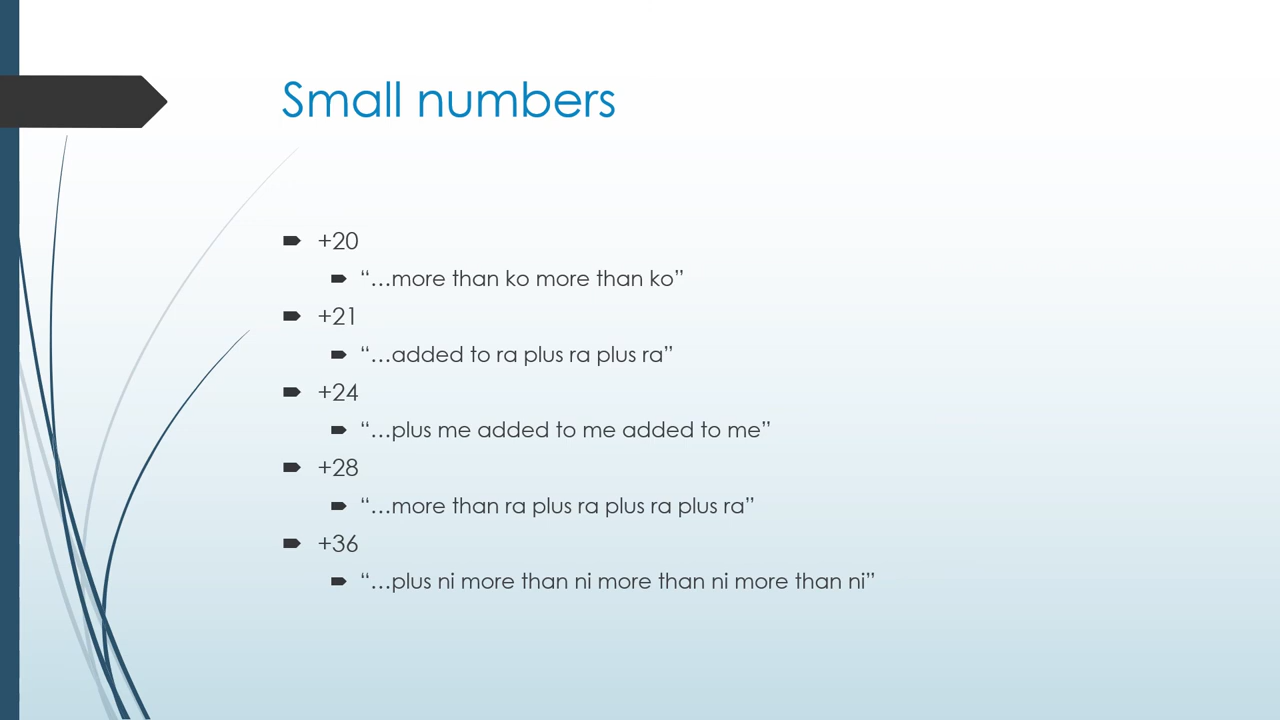 Small numbers
+20
“…more than ko more than ko”
+21
“…added to ra plus ra plus ra”
+24
“…plus me added to me added to me”
+28
“…more than ra plus ra plus ra plus ra”
+36
“…plus ni more than ni more than ni more than ni”